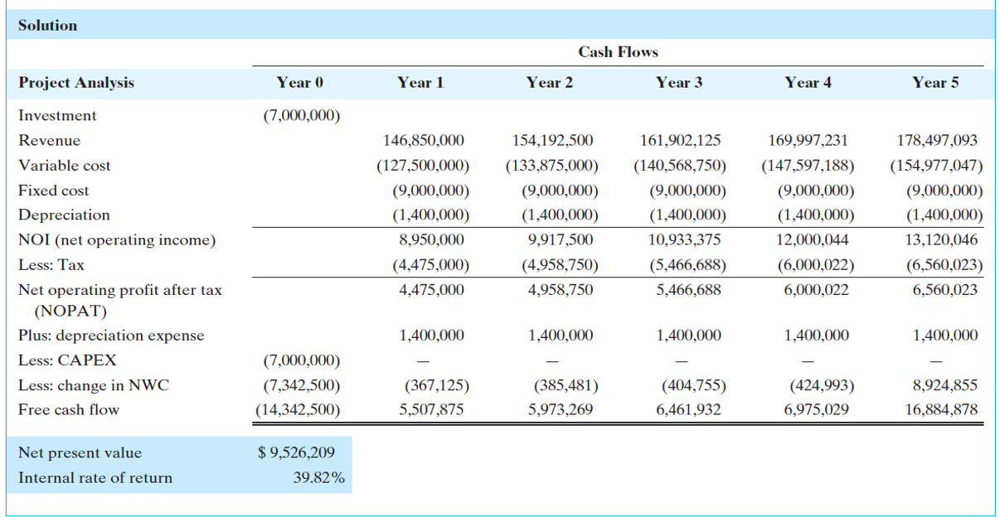 Solution
Cash Flows
Project Analysis Year 0 Year 1 Year 2 Year 3 Year 4 Year 5
Investment (7,000,000)
Revenue 146,850,000 154,192,500 161,902,125 169,997,231 178,497,093
Variable cost (127,500,000) (133,875,000) (140,568,750) (147,597,188) (154,977,047)
Fixed cost (9,000,000) (9,000,000) (9,000,000) (9,000,000) (9,000,000)
Depreciation (1,400,000) (1,400,000) (1,400,000) (1,400,000) (1,400,000)
NOI (net operating income) 8,950,000 9,917,500 10,933,375 12,000,044 13,120,046
Less: Tax (4,475,000) (4,958,750) (5,466,688) (6,000,022) (6,560,023)
Net operating profit after tax 4,475,000 4,958,750 5,466,688 6,000,022 6,560,023
(NOPAT)
Plus: depreciation expense 1,400,000 1,400,000 1,400,000 1,400,000 1,400,000
Less: CAPEX (7,000,000) — — — — —
Less: change in NWC (7,342,500) (367,125) (385,481) (404,755) (424,993) 8,924,855
Free cash flow (14,342,500) 5,507,875 5,973,269 6,461,932 6,975,029 16,884,878
Net present value $ 9,526,209
Internal rate of return 39.82%